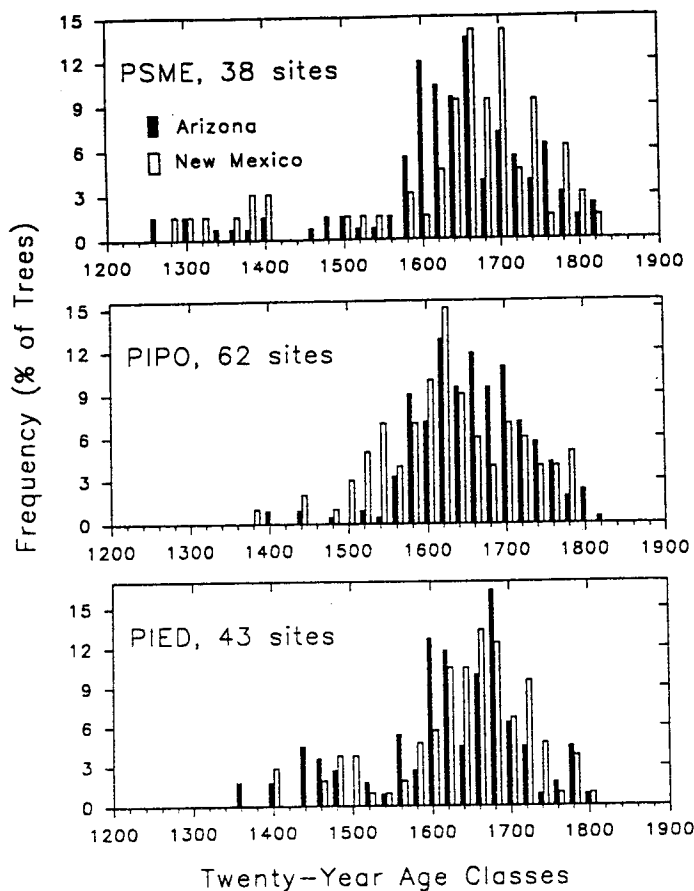 Frequency (% of Trees)
15
12
9
6
3
0
PSME, 38 sites
Arizona
New Mexico
1200 1300 1400 1500 1600 1700 1800 1900
15
12
9
6
3
0
PIPO, 62 sites
1200 1300 1400 1500 1600 1700 1800 1900
15
12
9
6
3
0
PIED, 43 sites
1200 1300 1400 1500 1600 1700 1800 1900
Twenty-Year Age Classes